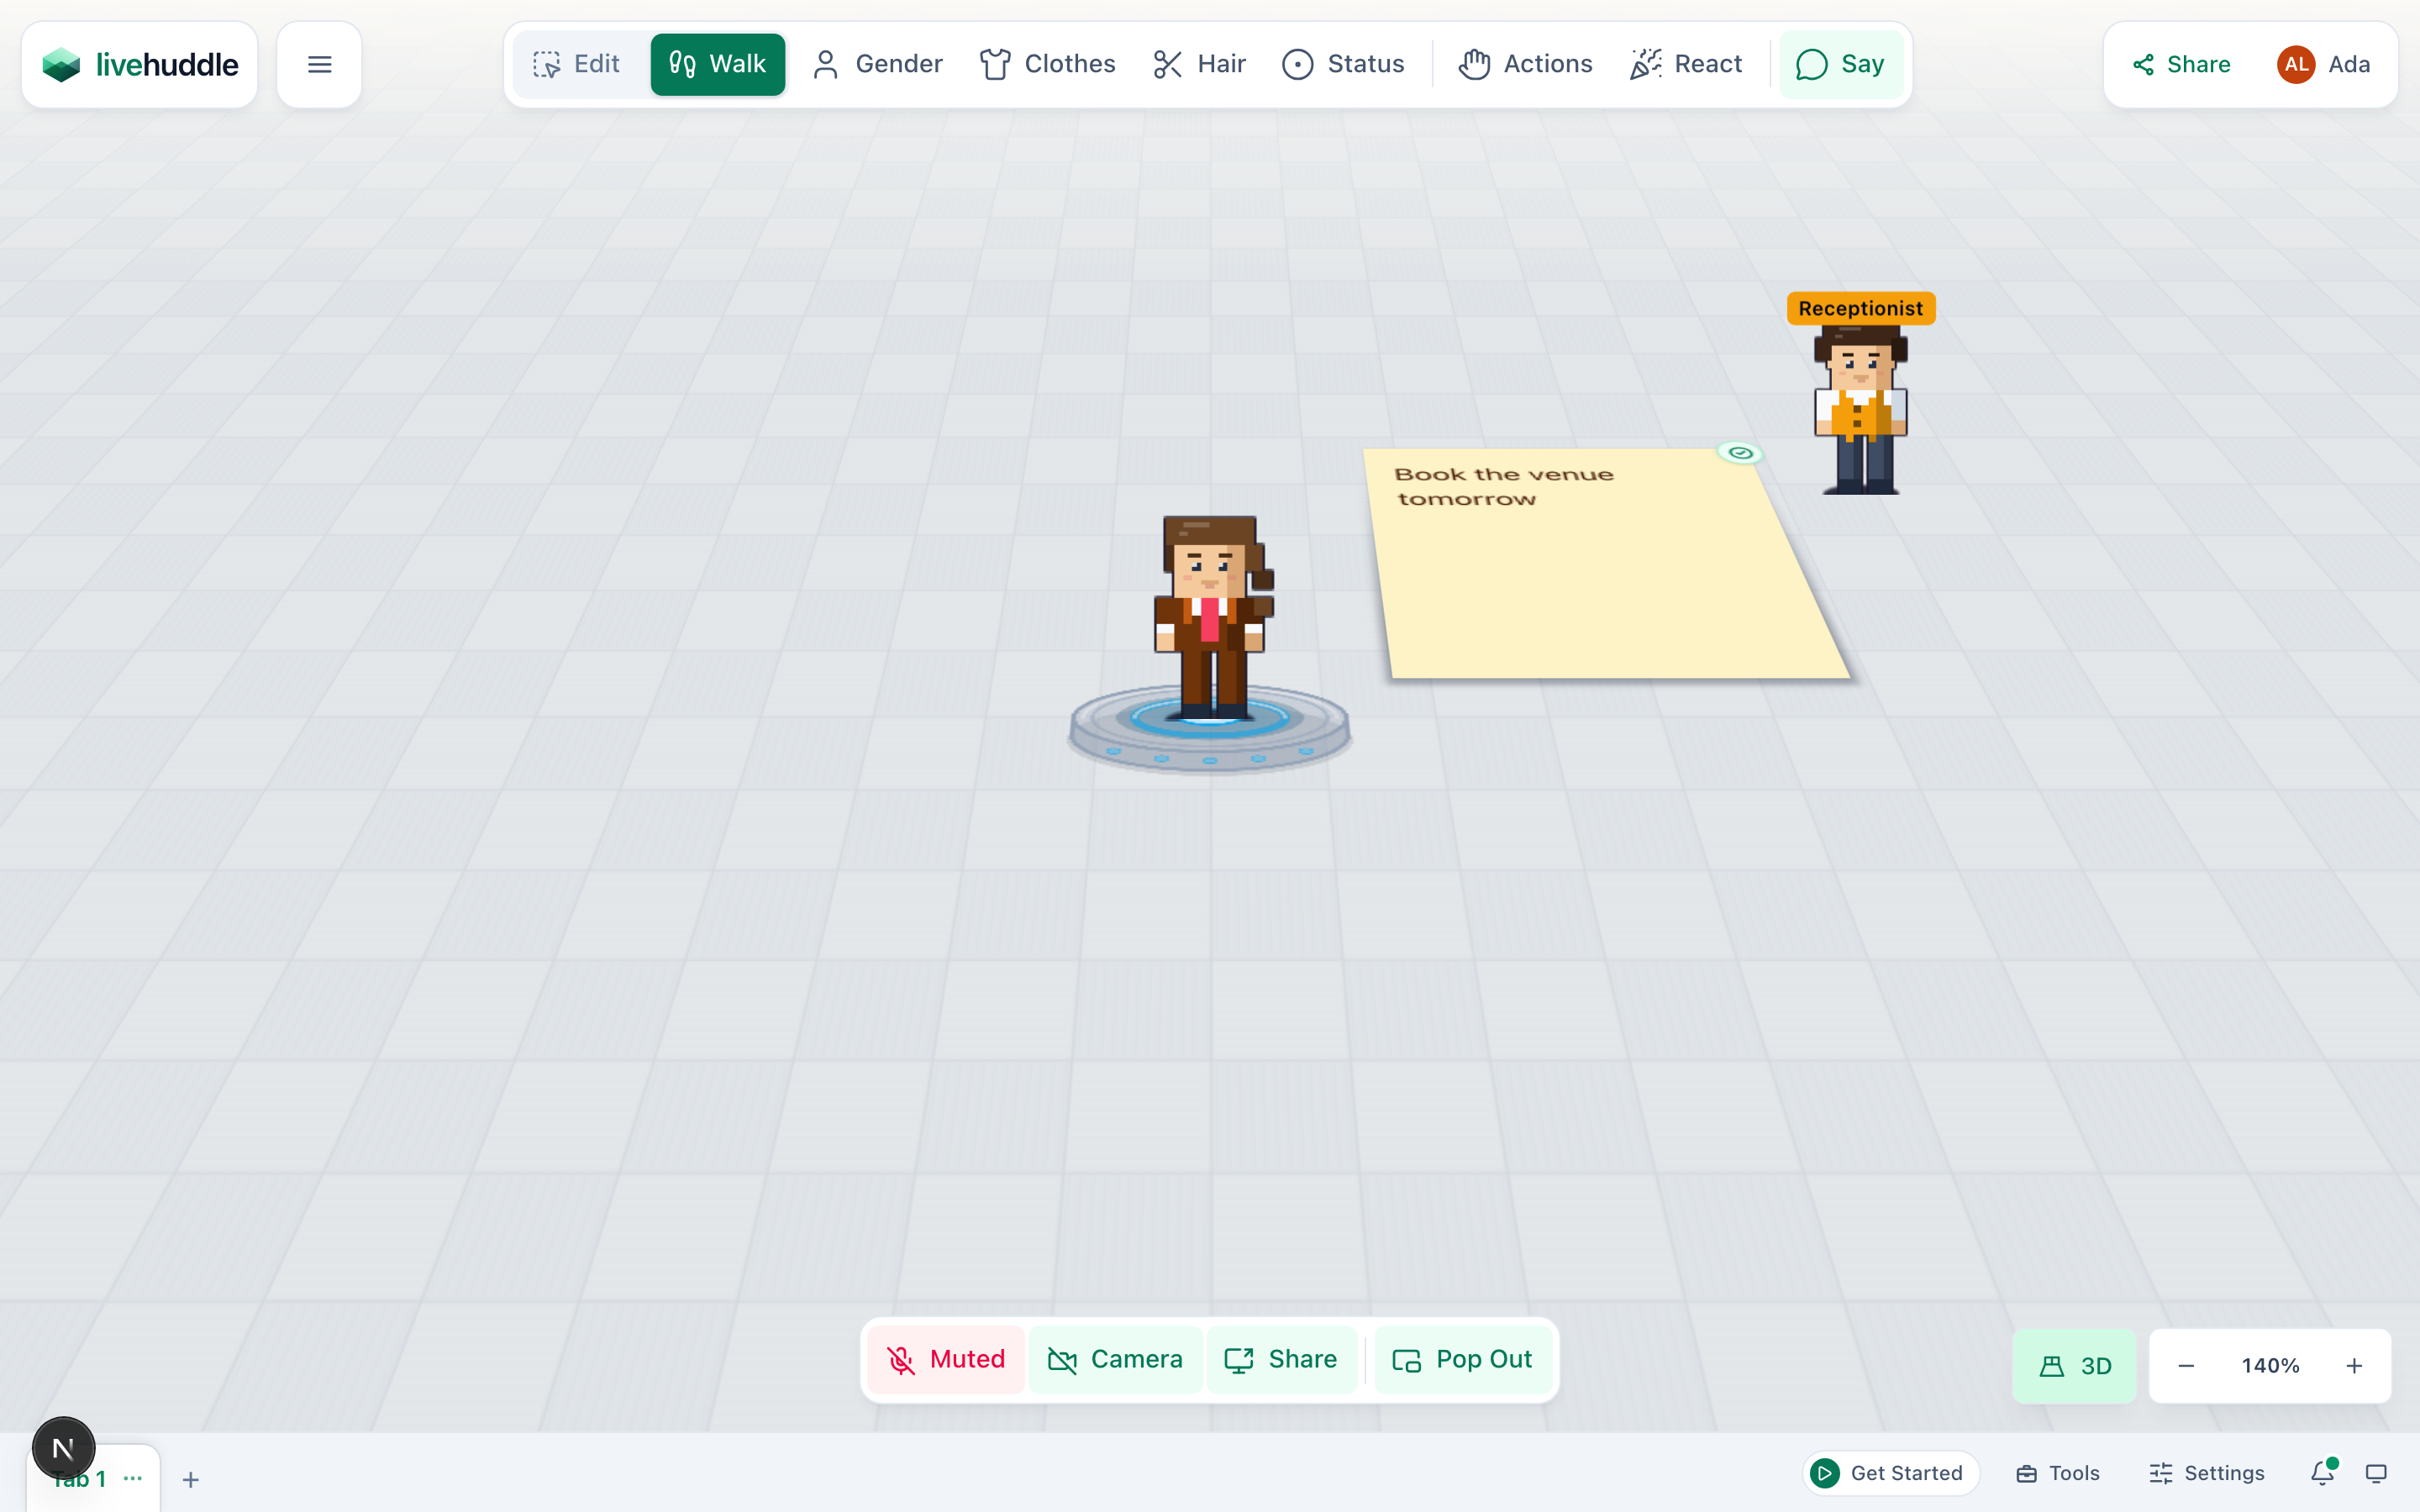 livehuddle
Edit
Walk
Gender
Clothes
Hair
Status
Actions
React
Say
Share
AL
Ada
Receptionist
Book the venue
tomorrow
Muted
Camera
Share
Pop Out
3D
140%
N
Tab 1
Get Started
Tools
Settings